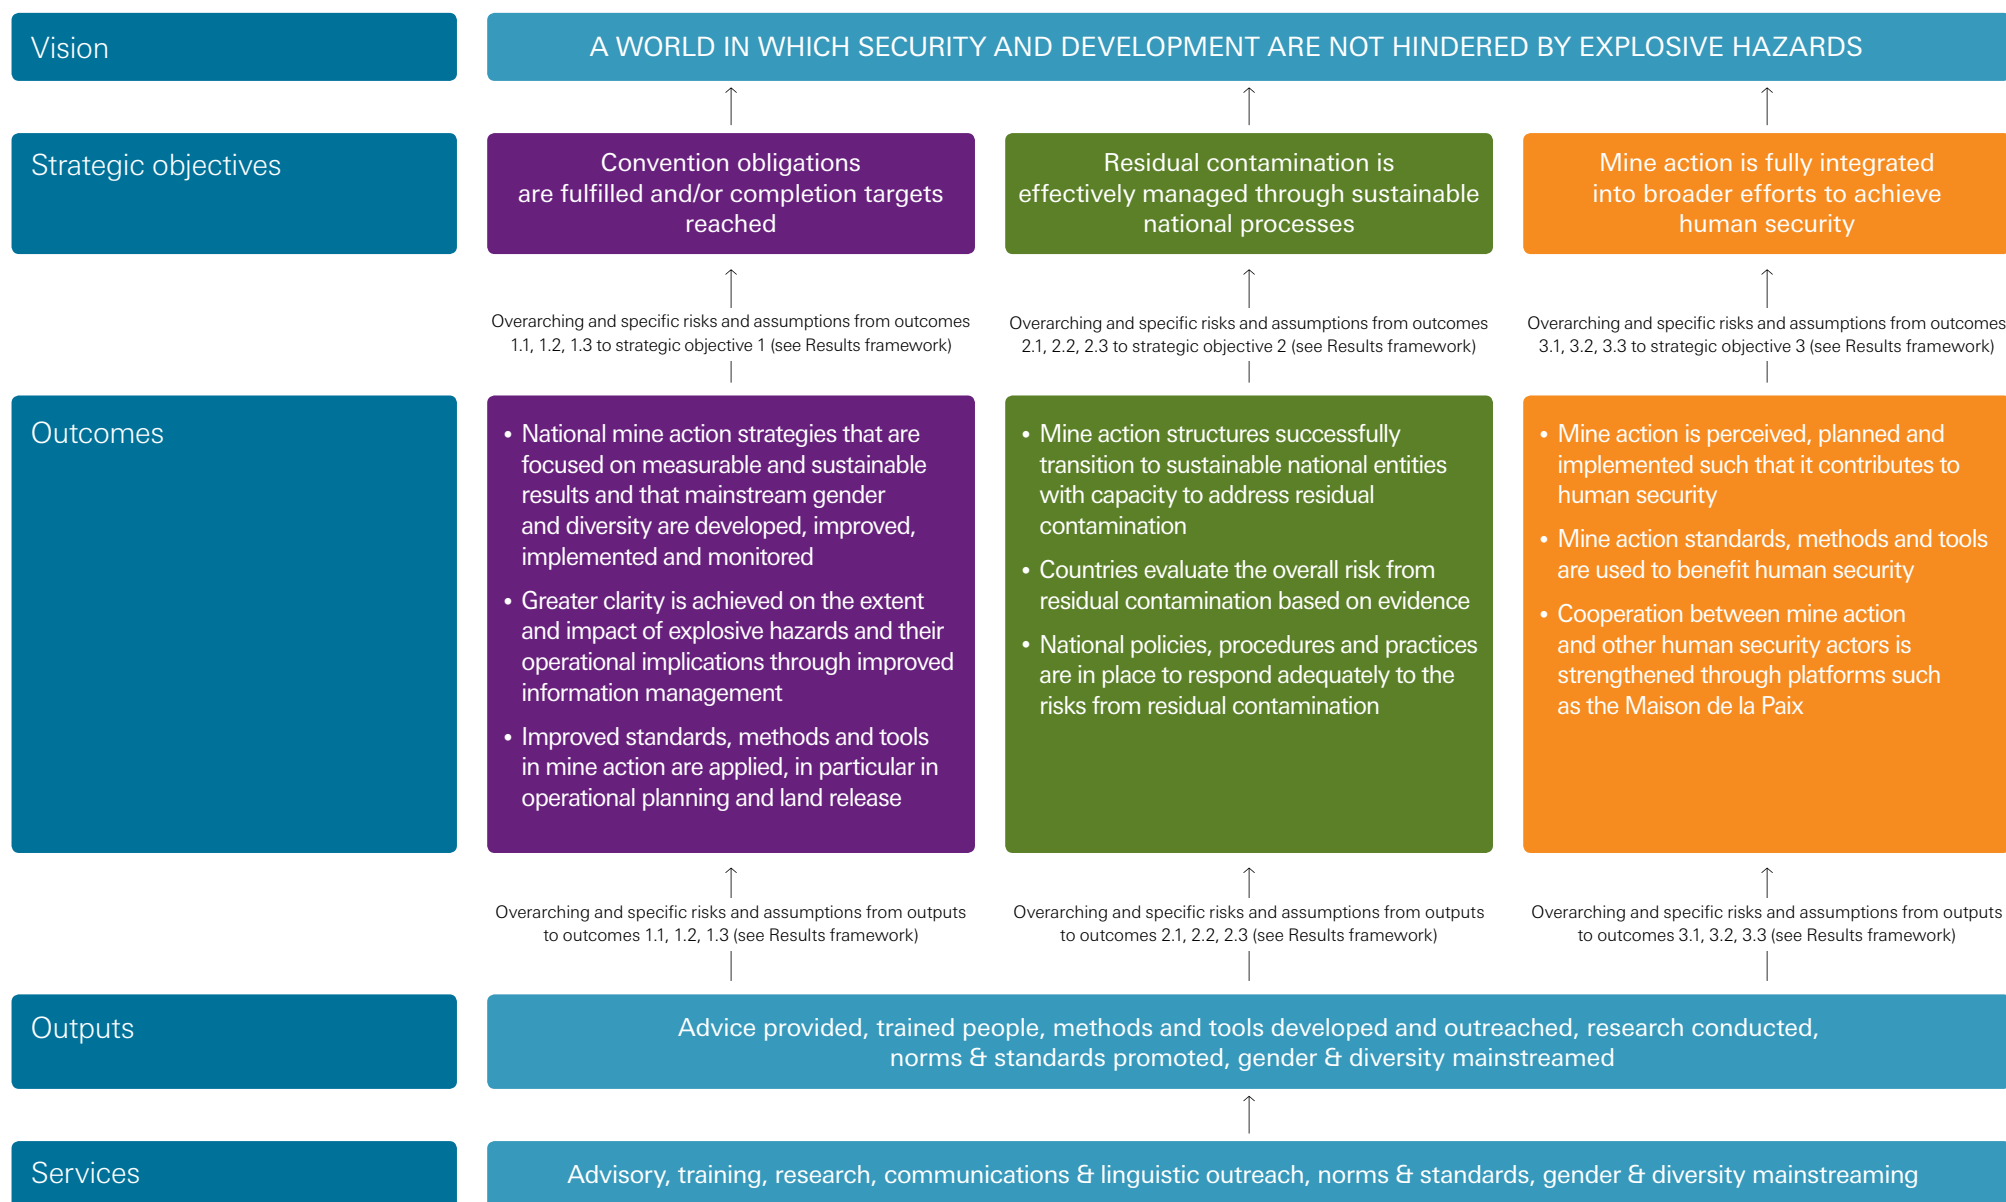 Vision
A WORLD IN WHICH SECURITY AND DEVELOPMENT ARE NOT HINDERED BY EXPLOSIVE HAZARDS
Strategic objectives
Convention obligations
are fulfilled and/or completion targets
reached
Residual contamination is
effectively managed through sustainable
national processes
Mine action is fully integrated
into broader efforts to achieve
human security
Overarching and specific risks and assumptions from outcomes
1.1, 1.2, 1.3 to strategic objective 1 (see Results framework)
Overarching and specific risks and assumptions from outcomes
2.1, 2.2, 2.3 to strategic objective 2 (see Results framework)
Overarching and specific risks and assumptions from outcomes
3.1, 3.2, 3.3 to strategic objective 3 (see Results framework)
Outcomes
• National mine action strategies that are
focused on measurable and sustainable
results and that mainstream gender
and diversity are developed, improved,
implemented and monitored
• Greater clarity is achieved on the extent
and impact of explosive hazards and their
operational implications through improved
information management
• Improved standards, methods and tools
in mine action are applied, in particular in
operational planning and land release
• Mine action structures successfully
transition to sustainable national entities
with capacity to address residual
contamination
• Countries evaluate the overall risk from
residual contamination based on evidence
• National policies, procedures and practices
are in place to respond adequately to the
risks from residual contamination
• Mine action is perceived, planned and
implemented such that it contributes to
human security
• Mine action standards, methods and tools
are used to benefit human security
• Cooperation between mine action
and other human security actors is
strengthened through platforms such
as the Maison de la Paix
Overarching and specific risks and assumptions from outputs
to outcomes 1.1, 1.2, 1.3 (see Results framework)
Overarching and specific risks and assumptions from outputs
to outcomes 2.1, 2.2, 2.3 (see Results framework)
Overarching and specific risks and assumptions from outputs
to outcomes 3.1, 3.2, 3.3 (see Results framework)
Outputs
Advice provided, trained people, methods and tools developed and outreached, research conducted,
norms & standards promoted, gender & diversity mainstreamed
Services
Advisory, training, research, communications & linguistic outreach, norms & standards, gender & diversity mainstreaming